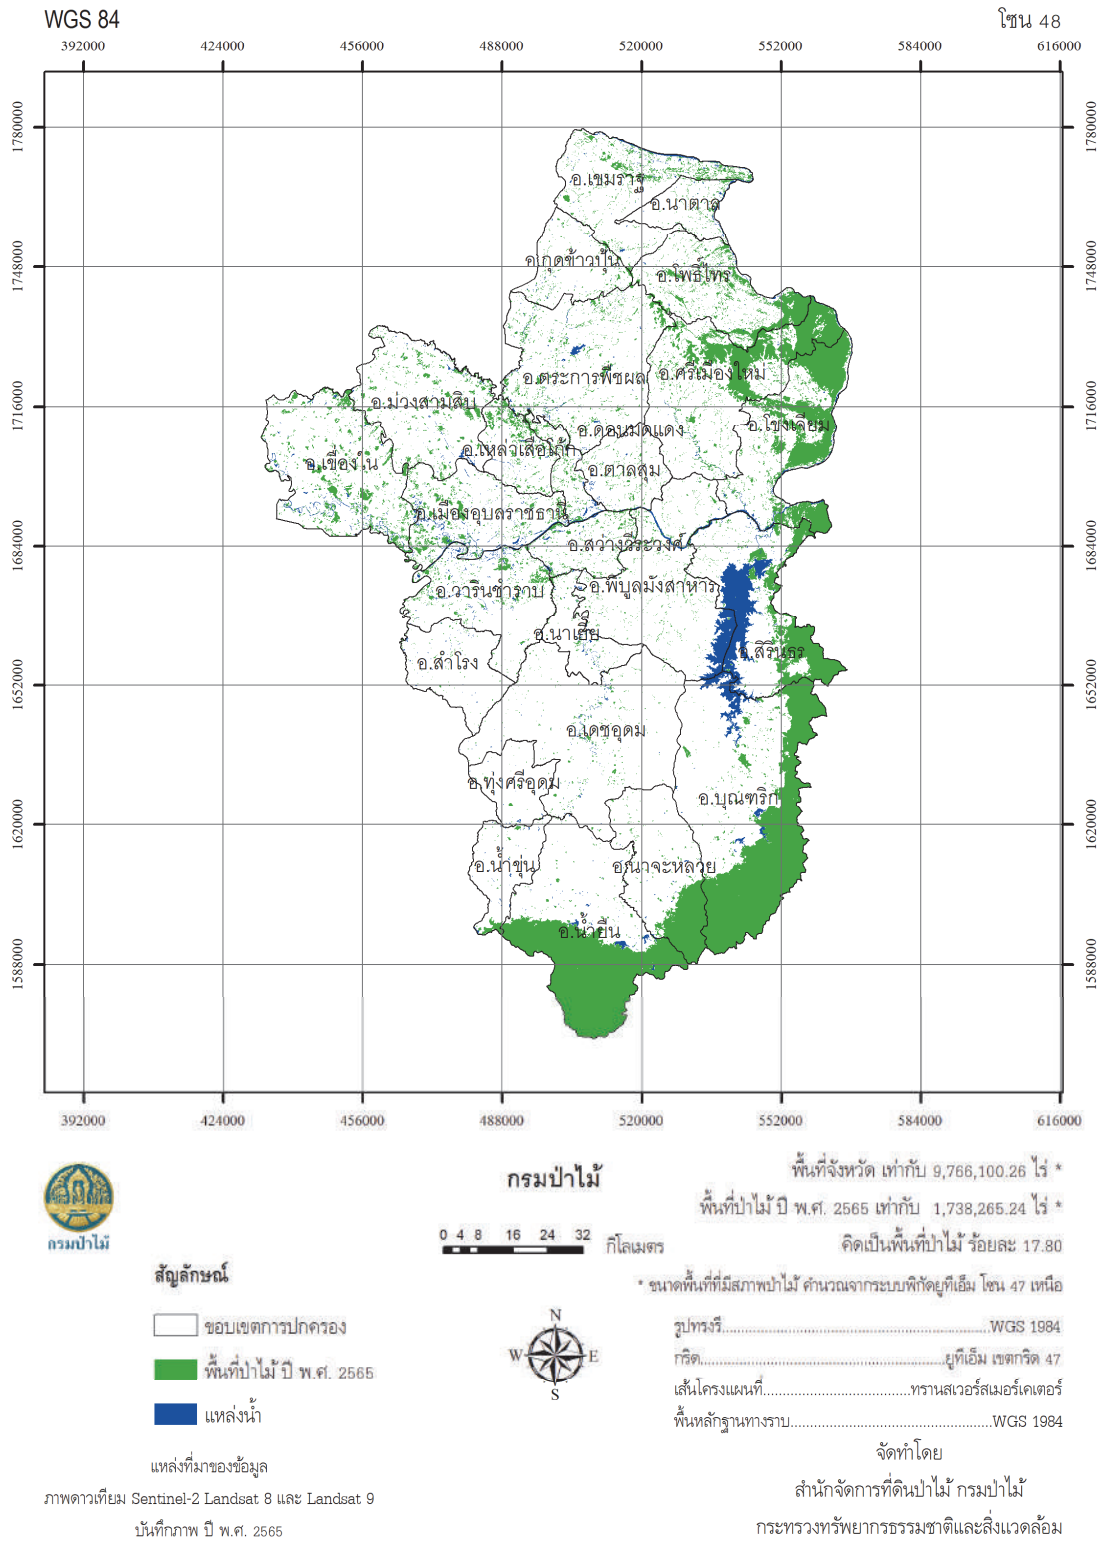 WGS 84
โซน 48
392000 424000 456000 488000 520000 552000 584000 616000
1780000 1780000
อ.เขมราฐ
อ.นาตาล
อ.กุดข้าวปุ้น
1748000 1748000
อ.โพธิ์ไทร
อ.ตระการพืชผล
อ.ศรีเมืองใหม่
อ.ม่วงสามสิบ
1716000 1716000
อ.โขงเจียม
อ.ดอนมดแดง
อ.เหล่าเสือโก้ก
อ.เขื่องใน
อ.ตาลสุม
อ.เมืองอุบลราชธานี
อ.สว่างวีระวงศ์
1684000 1684000
อ.วารินชำราบ
อ.พิบูลมังสาหาร
อ.นาเยีย
อ.สิรินธร
อ.สำโรง
1652000 1652000
อ.เดชอุดม
อ.ทุ่งศรีอุดม
อ.บุณฑริก
1620000 1620000
อ.น้ำขุ่น
อ.นาจะหลวย
อ.น้ำยืน
1588000 1588000
392000 424000 456000 488000 520000 552000 584000 616000
กรมป่าไม้
กรมป่าไม้
0 4 8 16 24 32
กิโลเมตร
พื้นที่จังหวัด เท่ากับ 9,766,100.26 ไร่ *
พื้นที่ป่าไม้ ปี พ.ศ. 2565 เท่ากับ 1,738,265.24 ไร่ *
คิดเป็นพื้นที่ป่าไม้ ร้อยละ 17.80
* ขนาดพื้นที่ที่มีสภาพป่าไม้ คำนวณจากระบบพิกัดยูทีเอ็ม โซน 47 เหนือ
สัญลักษณ์
ขอบเขตการปกครอง
พื้นที่ป่าไม้ ปี พ.ศ. 2565
แหล่งน้ำ
N
W E
S
รูปทรงรี.....WGS 1984
กริด.....ยูทีเอ็ม เขตกริด 47
เส้นโครงแผนที่.....ทรานสเวอร์สเมอร์เคเตอร์
พื้นหลักฐานทางราบ.....WGS 1984
แหล่งที่มาของข้อมูล
ภาพดาวเทียม Sentinel-2 Landsat 8 และ Landsat 9
บันทึกภาพ ปี พ.ศ. 2565
จัดทำโดย
สำนักจัดการที่ดินป่าไม้ กรมป่าไม้
กระทรวงทรัพยากรธรรมชาติและสิ่งแวดล้อม